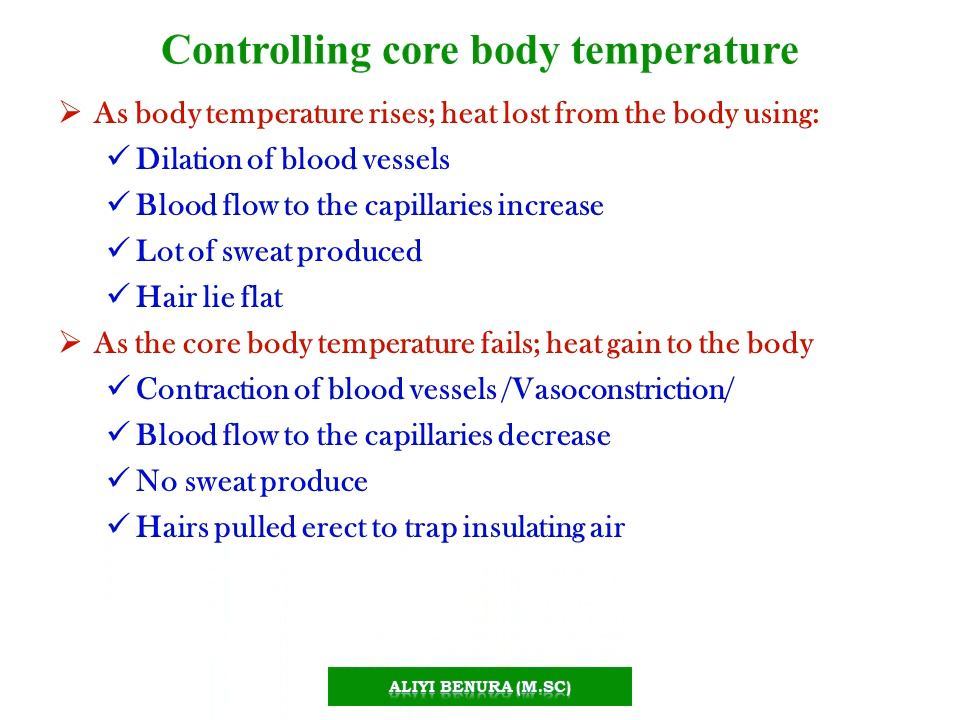 Controlling core body temperature
As body temperature rises; heat lost from the body using:
Dilation of blood vessels
Blood flow to the capillaries increase
Lot of sweat produced
Hair lie flat
As the core body temperature fails; heat gain to the body
Contraction of blood vessels /Vasoconstriction/
Blood flow to the capillaries decrease
No sweat produce
Hairs pulled erect to trap insulating air
ALIYI BENURA (M.SC)